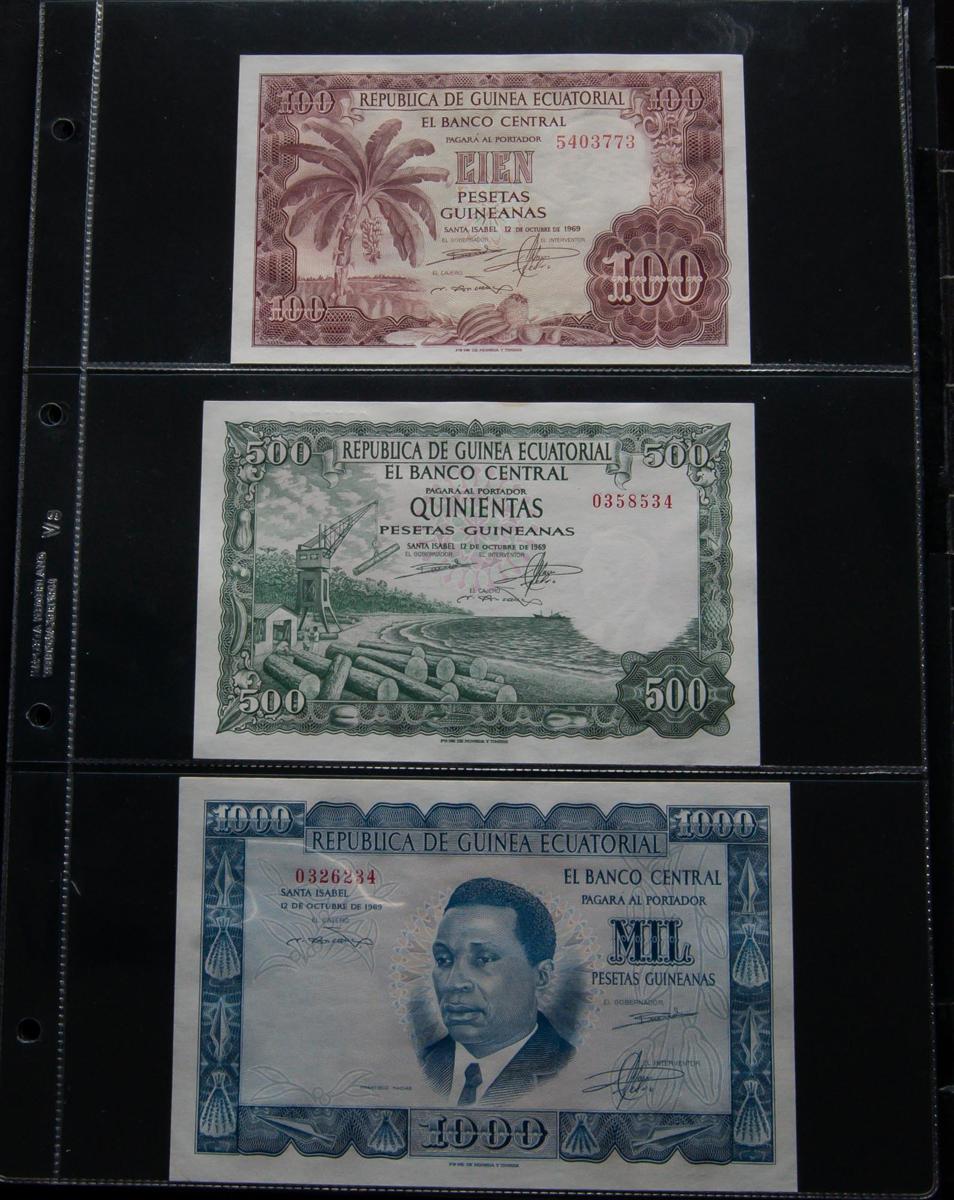 100 REPUBLICA DE GUINEA ECUATORIAL 100
EL BANCO CENTRAL
PAGARÁ AL PORTADOR 5403773
CIEN
PESETAS
GUINEANAS
SANTA ISABEL 12 DE OCTUBRE DE 1969
EL GOBERNADOR EL INTERVENTOR
EL CAJERO
100 100
500 REPUBLICA DE GUINEA ECUATORIAL 500
EL BANCO CENTRAL
PAGARÁ AL PORTADOR
QUINIENTAS 0358534
PESETAS GUINEANAS
SANTA ISABEL 12 DE OCTUBRE DE 1969
EL GOBERNADOR EL INTERVENTOR
EL CAJERO
500 500
1000 1000
REPUBLICA DE GUINEA ECUATORIAL
0326234 EL BANCO CENTRAL
SANTA ISABEL PAGARA AL PORTADOR
12 DE OCTUBRE DE 1969
EL CAJERO MIL
PESETAS GUINEANAS
EL GOBERNADOR
EL INTERVENTOR
FRANCISCO MACIAS
1000